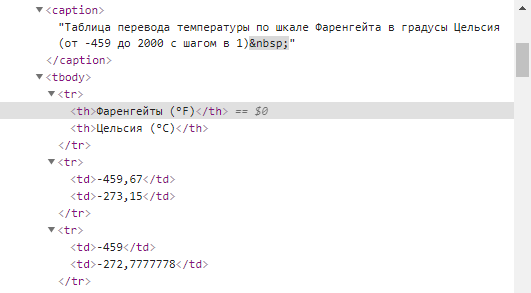 ▼<caption>
"Таблица перевода температуры по шкале Фаренгейта в градусы Цельсия
(от -459 до 2000 с шагом в 1)&nbsp;"
</caption>
▼<tbody>
▼<tr>
<th>Фаренгейты (°F)</th> == $0
<th>Цельсия (°C)</th>
</tr>
▼<tr>
<td>-459,67</td>
<td>-273,15</td>
</tr>
▼<tr>
<td>-459</td>
<td>-272,7777778</td>
</tr>